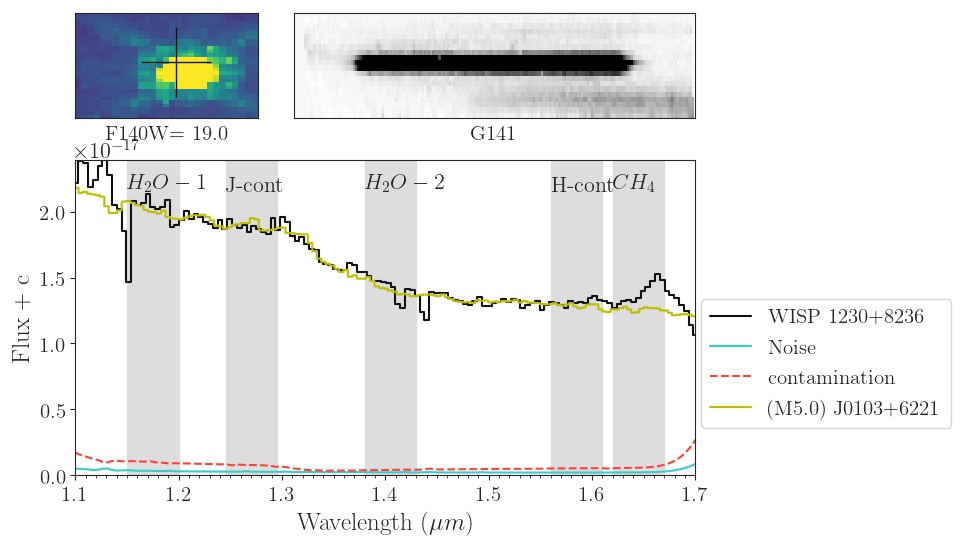 F140W= 19.0
G141
×10⁻¹⁷
H₂O − 1
J-cont
H₂O − 2
H-cont
CH₄
2.0
1.5
1.0
0.5
0.0
Flux + c
1.1
1.2
1.3
1.4
1.5
1.6
1.7
Wavelength (μm)
WISP 1230+8236
Noise
contamination
(M5.0) J0103+6221